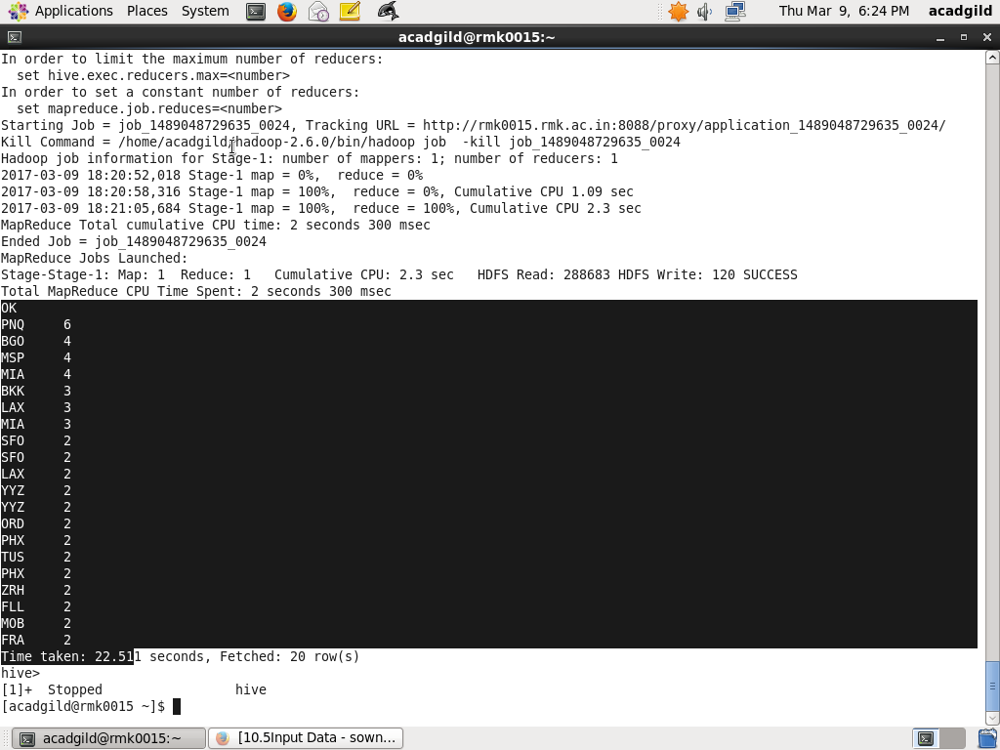 Applications Places System Thu Mar 9, 6:24 PM acadgild
acadgild@rmk0015:~
In order to limit the maximum number of reducers:
  set hive.exec.reducers.max=<number>
In order to set a constant number of reducers:
  set mapreduce.job.reduces=<number>
Starting Job = job_1489048729635_0024, Tracking URL = http://rmk0015.rmk.ac.in:8088/proxy/application_1489048729635_0024/
Kill Command = /home/acadgild/hadoop-2.6.0/bin/hadoop job  -kill job_1489048729635_0024
Hadoop job information for Stage-1: number of mappers: 1; number of reducers: 1
2017-03-09 18:20:52,018 Stage-1 map = 0%,  reduce = 0%
2017-03-09 18:20:58,316 Stage-1 map = 100%,  reduce = 0%, Cumulative CPU 1.09 sec
2017-03-09 18:21:05,684 Stage-1 map = 100%,  reduce = 100%, Cumulative CPU 2.3 sec
MapReduce Total cumulative CPU time: 2 seconds 300 msec
Ended Job = job_1489048729635_0024
MapReduce Jobs Launched:
Stage-Stage-1: Map: 1  Reduce: 1   Cumulative CPU: 2.3 sec   HDFS Read: 288683 HDFS Write: 120 SUCCESS
Total MapReduce CPU Time Spent: 2 seconds 300 msec
OK
PNQ     6
BGO     4
MSP     4
MIA     4
BKK     3
LAX     3
MIA     3
SFO     2
SFO     2
LAX     2
YYZ     2
YYZ     2
ORD     2
PHX     2
TUS     2
PHX     2
ZRH     2
FLL     2
MOB     2
FRA     2
Time taken: 22.511 seconds, Fetched: 20 row(s)
hive>
[1]+  Stopped                 hive
[acadgild@rmk0015 ~]$
acadgild@rmk0015:~ [10.5Input Data - sown...